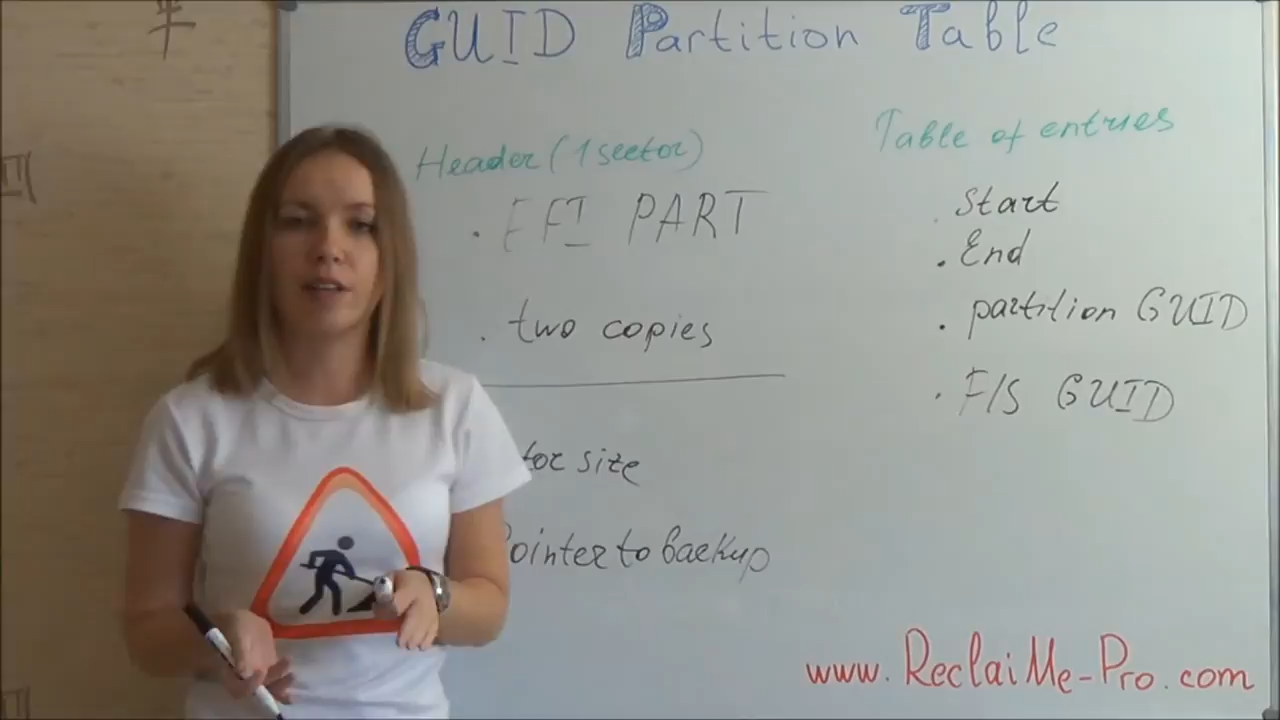 GUID Partition Table
Header (1 sector)
. EFI PART
. two copies
tor size
Pointer to backup
Table of entries
. Start
. End
. partition GUID
. F/S GUID
www.ReclaiMe-Pro.com